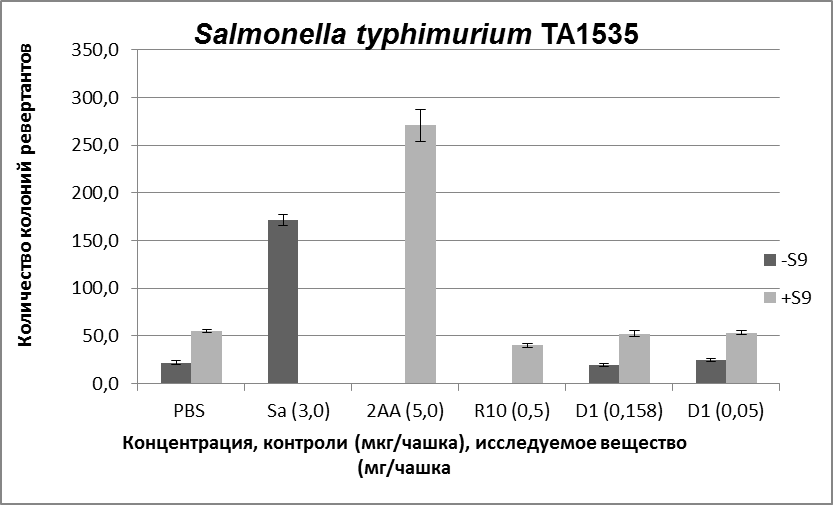 Salmonella typhimurium TA1535
Количество колоний ревертантов
350,0
300,0
250,0
200,0
150,0
100,0
50,0
0,0
-S9
+S9
PBS Sa (3,0) 2AA (5,0) R10 (0,5) D1 (0,158) D1 (0,05)
Концентрация, контроли (мкг/чашка), исследуемое вещество
(мг/чашка